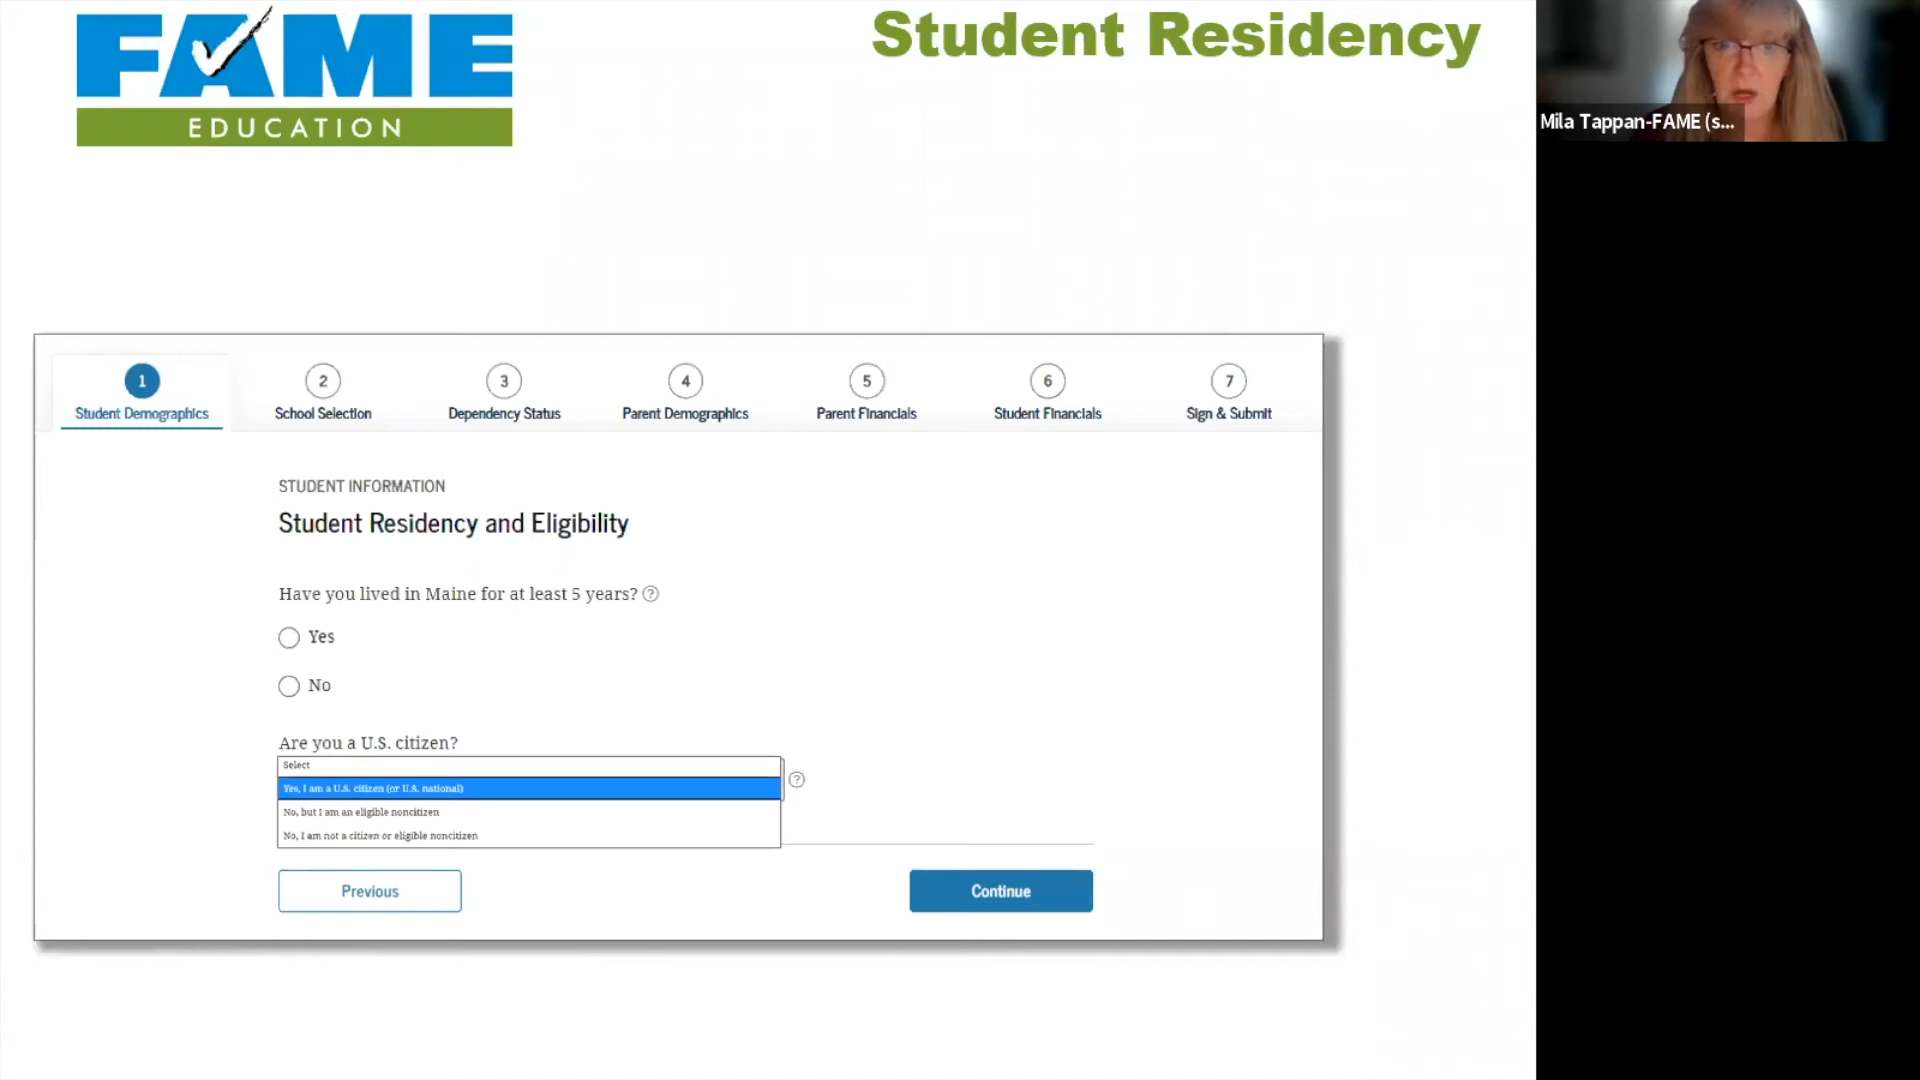 FAME
EDUCATION
Student Residency
Mila Tappan-FAME (s...
1 2 3 4 5 6 7
Student Demographics School Selection Dependency Status Parent Demographics Parent Financials Student Financials Sign & Submit
STUDENT INFORMATION
Student Residency and Eligibility
Have you lived in Maine for at least 5 years? ?
Yes
No
Are you a U.S. citizen?
Select
?
Yes, I am a U.S. citizen (or U.S. national)
No, but I am an eligible noncitizen
No, I am not a citizen or eligible noncitizen
Previous Continue